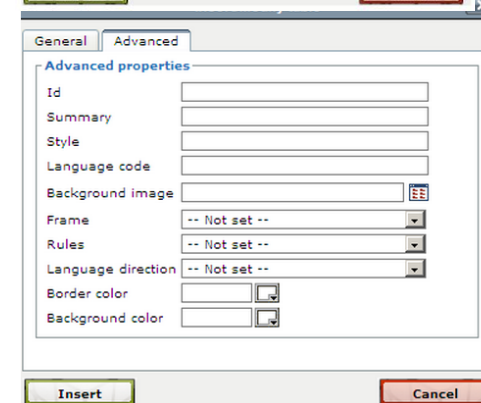 General Advanced
Advanced properties
Id
Summary
Style
Language code
Background image
Frame -- Not set --
Rules -- Not set --
Language direction -- Not set --
Border color
Background color
Insert Cancel